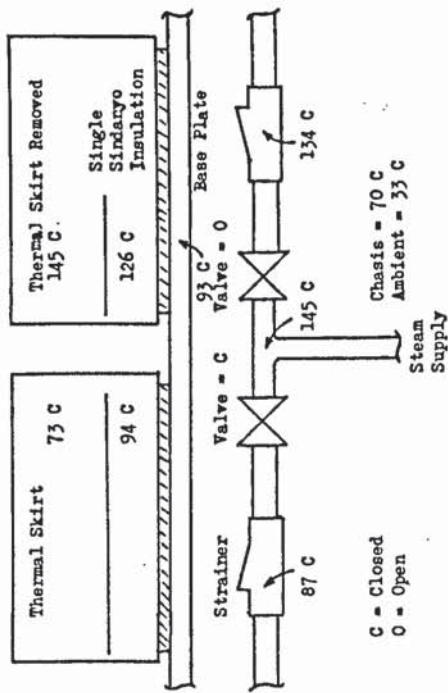 Thermal Skirt
73 C
94 C
Thermal Skirt Removed
145 C
126 C
Single
Sindaryo
Insulation
Base Plate
93 C
Valve = C
Valve = O
Strainer
87 C
145 C
134 C
C = Closed
O = Open
Steam
Supply
Chasis = 70 C
Ambient = 33 C